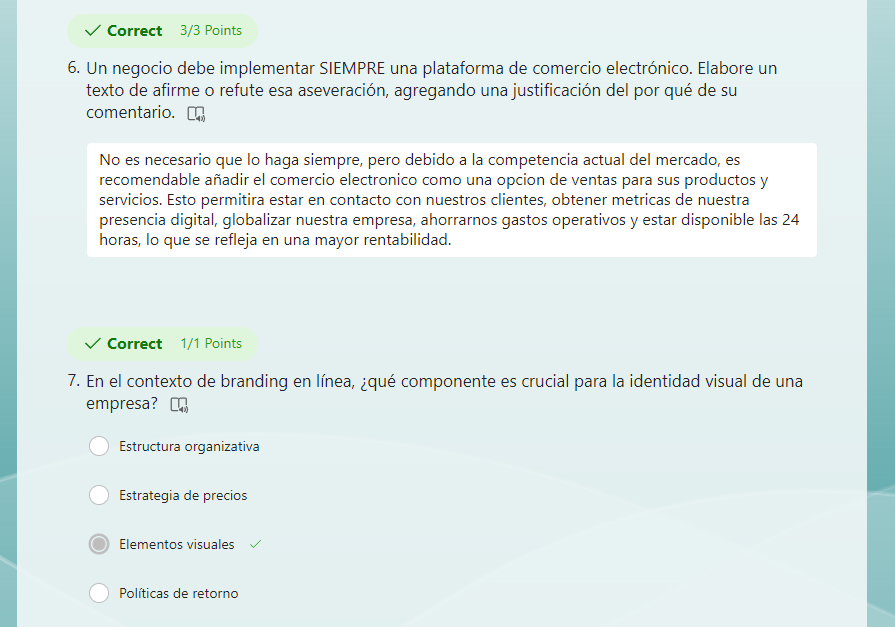 Correct 3/3 Points
6. Un negocio debe implementar SIEMPRE una plataforma de comercio electrónico. Elabore un
texto de afirme o refute esa aseveración, agregando una justificación del por qué de su
comentario.
No es necesario que lo haga siempre, pero debido a la competencia actual del mercado, es
recomendable añadir el comercio electronico como una opcion de ventas para sus productos y
servicios. Esto permitira estar en contacto con nuestros clientes, obtener metricas de nuestra
presencia digital, globalizar nuestra empresa, ahorrarnos gastos operativos y estar disponible las 24
horas, lo que se refleja en una mayor rentabilidad.
Correct 1/1 Points
7. En el contexto de branding en línea, ¿qué componente es crucial para la identidad visual de una
empresa?
Estructura organizativa
Estrategia de precios
Elementos visuales
Políticas de retorno